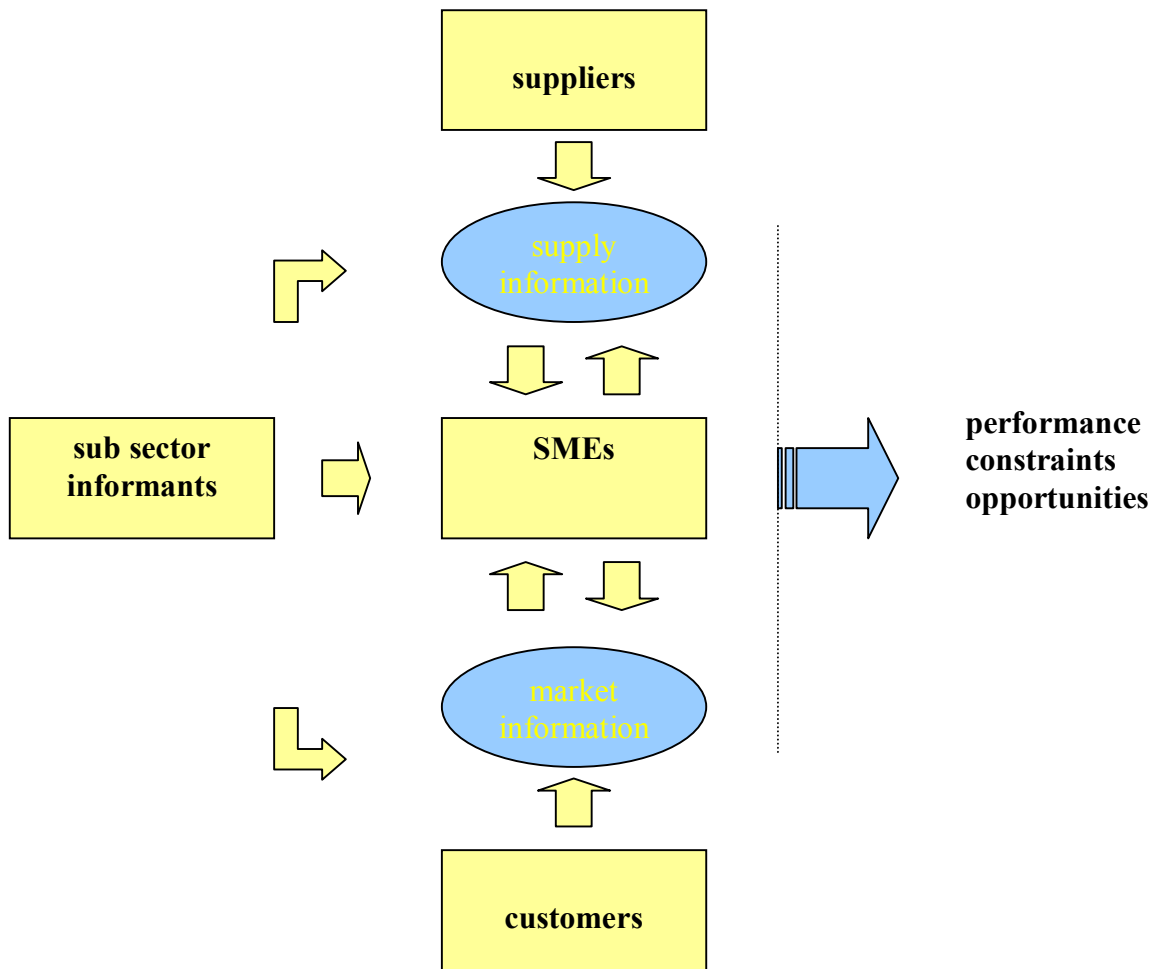 suppliers
supply
information
sub sector
informants
SMEs
performance
constraints
opportunities
market
information
customers